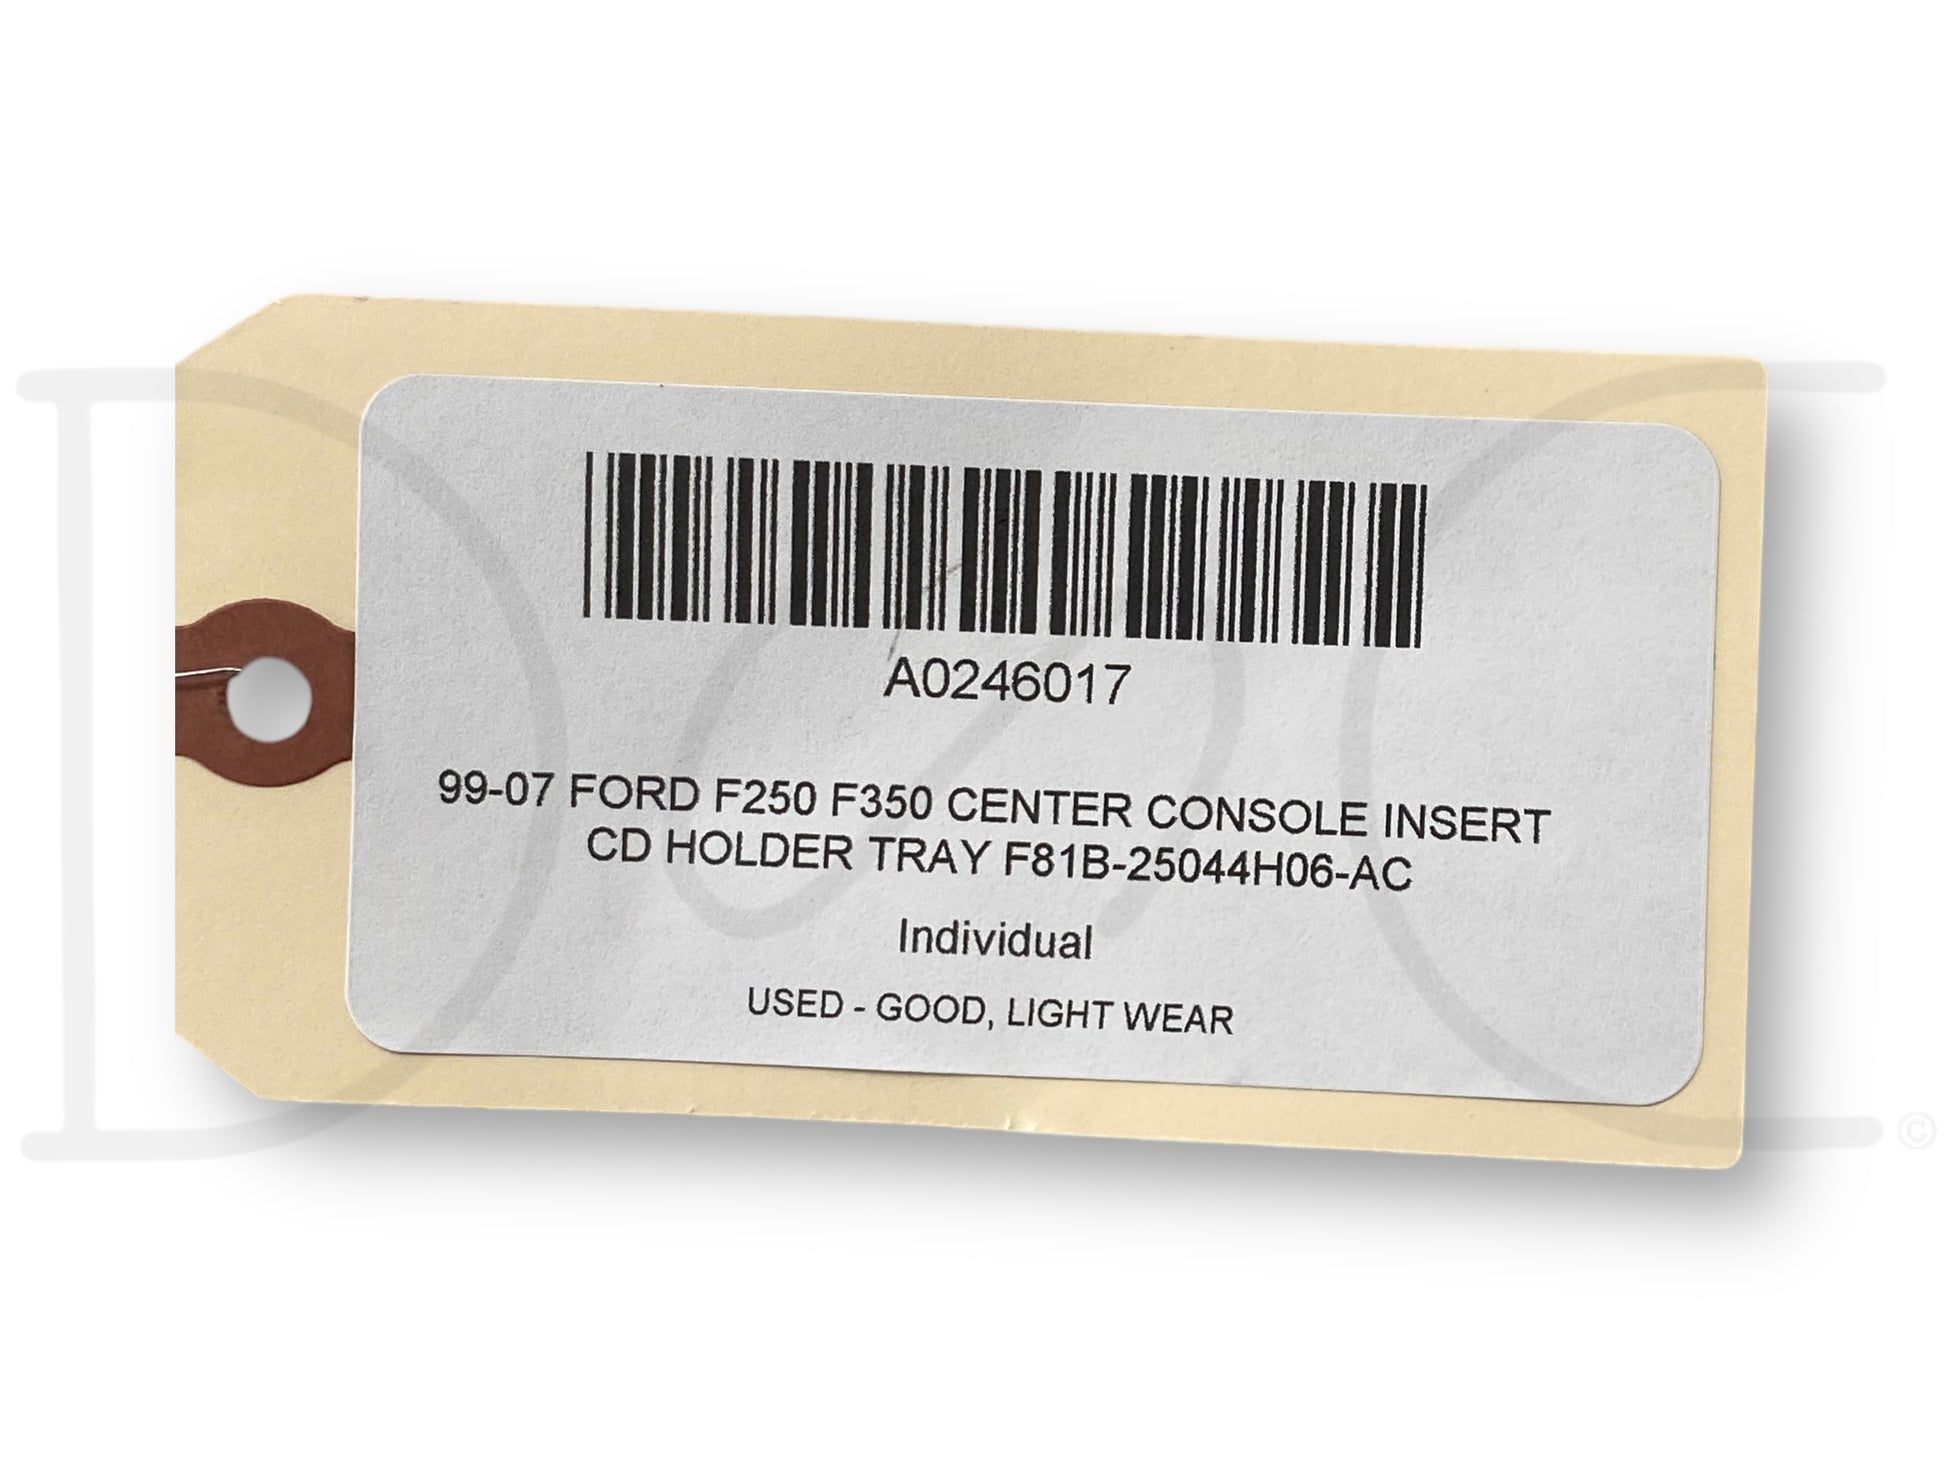 A0246017
99-07 FORD F250 F350 CENTER CONSOLE INSERT
CD HOLDER TRAY F81B-25044H06-AC
Individual
USED - GOOD, LIGHT WEAR
D C ©